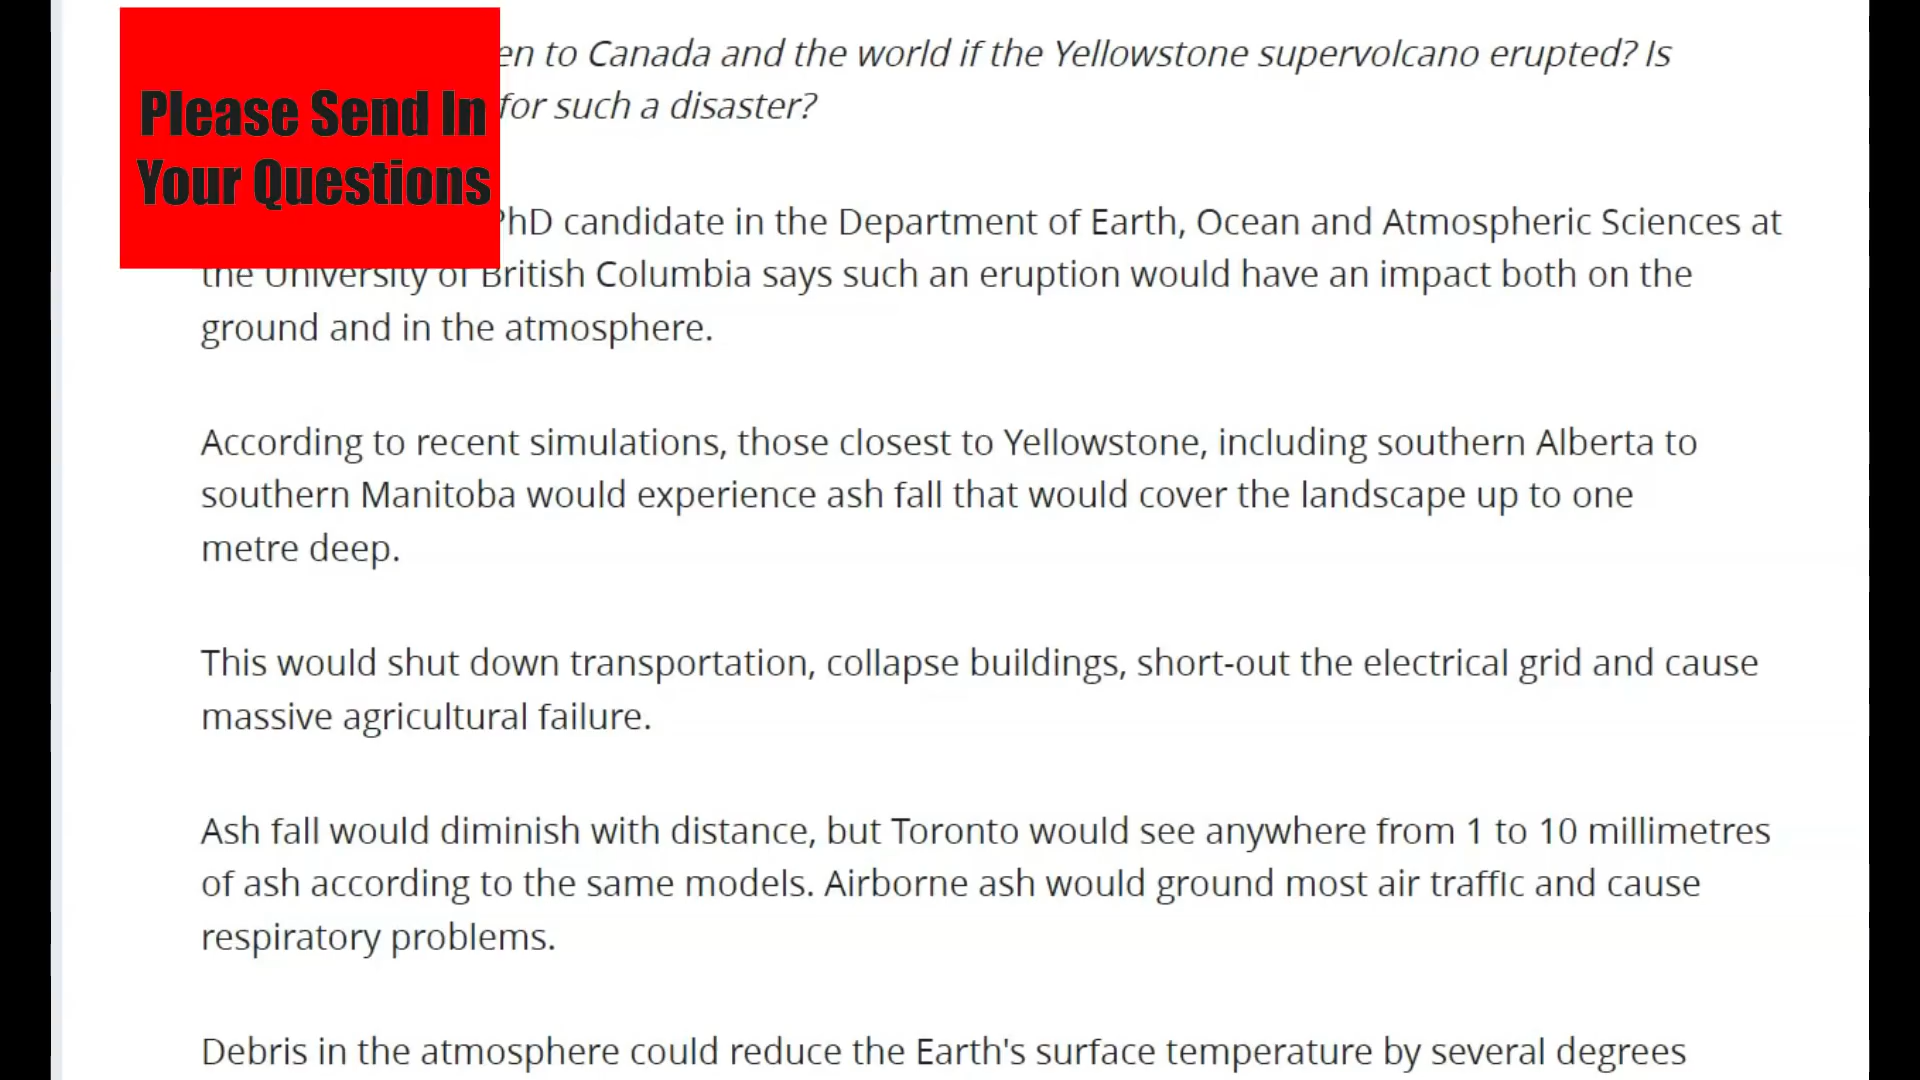 Please Send In
Your Questions
en to Canada and the world if the Yellowstone supervolcano erupted? Is
for such a disaster?
PhD candidate in the Department of Earth, Ocean and Atmospheric Sciences at
the University of British Columbia says such an eruption would have an impact both on the
ground and in the atmosphere.
According to recent simulations, those closest to Yellowstone, including southern Alberta to
southern Manitoba would experience ash fall that would cover the landscape up to one
metre deep.
This would shut down transportation, collapse buildings, short-out the electrical grid and cause
massive agricultural failure.
Ash fall would diminish with distance, but Toronto would see anywhere from 1 to 10 millimetres
of ash according to the same models. Airborne ash would ground most air traffic and cause
respiratory problems.
Debris in the atmosphere could reduce the Earth's surface temperature by several degrees